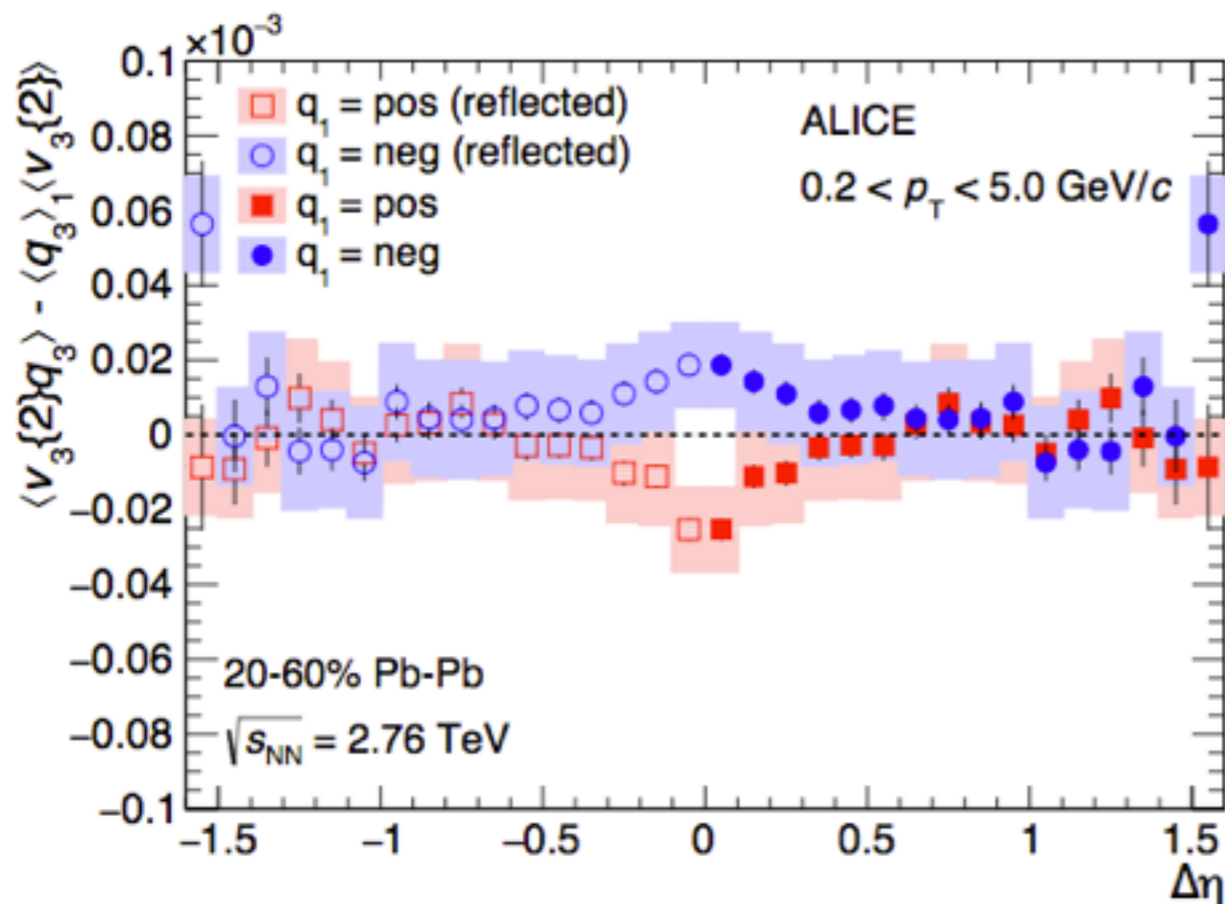 ×10⁻³
⟨v₃{2}q₃⟩ - ⟨q₃⟩₁⟨v₃{2}⟩
0.1
0.08
0.06
0.04
0.02
0
−0.02
−0.04
−0.06
−0.08
−0.1
q₁ = pos (reflected)
q₁ = neg (reflected)
q₁ = pos
q₁ = neg
ALICE
0.2 < p_T < 5.0 GeV/c
20-60% Pb-Pb
√s_NN = 2.76 TeV
−1.5 −1 −0.5 0 0.5 1 1.5
Δη